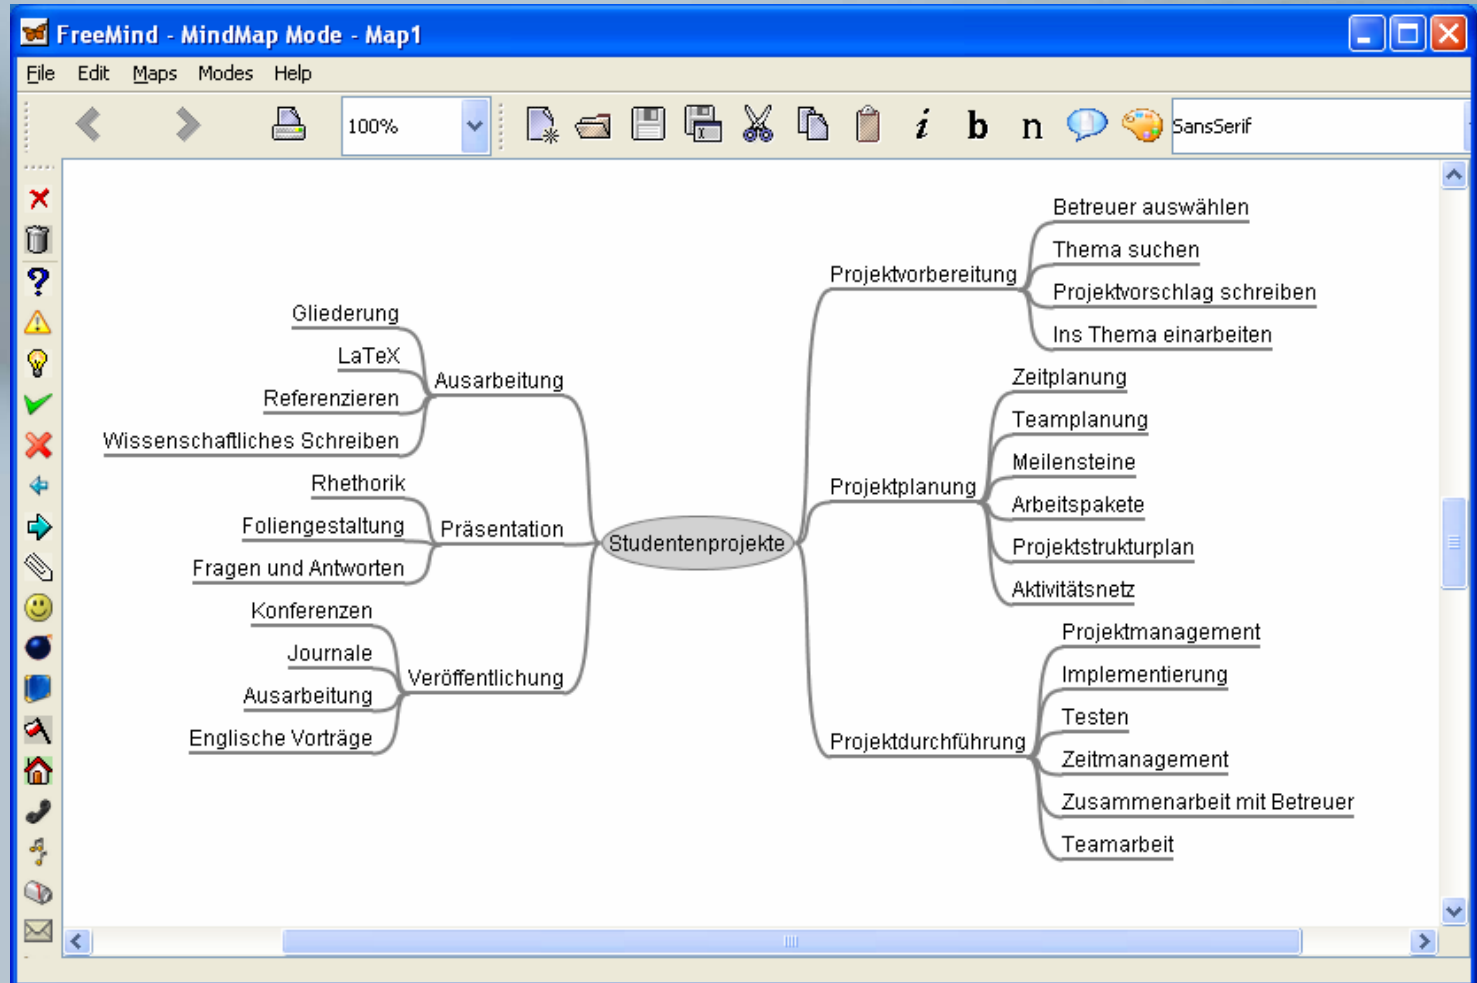 FreeMind - MindMap Mode - Map1
File Edit Maps Modes Help
100%
i b n
SansSerif
Gliederung
LaTeX
Referenzieren
Wissenschaftliches Schreiben
Ausarbeitung
Rhethorik
Foliengestaltung
Fragen und Antworten
Präsentation
Konferenzen
Journale
Ausarbeitung
Englische Vorträge
Veröffentlichung
Studentenprojekte
Projektvorbereitung
Betreuer auswählen
Thema suchen
Projektvorschlag schreiben
Ins Thema einarbeiten
Projektplanung
Zeitplanung
Teamplanung
Meilensteine
Arbeitspakete
Projektstrukturplan
Aktivitätsnetz
Projektdurchführung
Projektmanagement
Implementierung
Testen
Zeitmanagement
Zusammenarbeit mit Betreuer
Teamarbeit